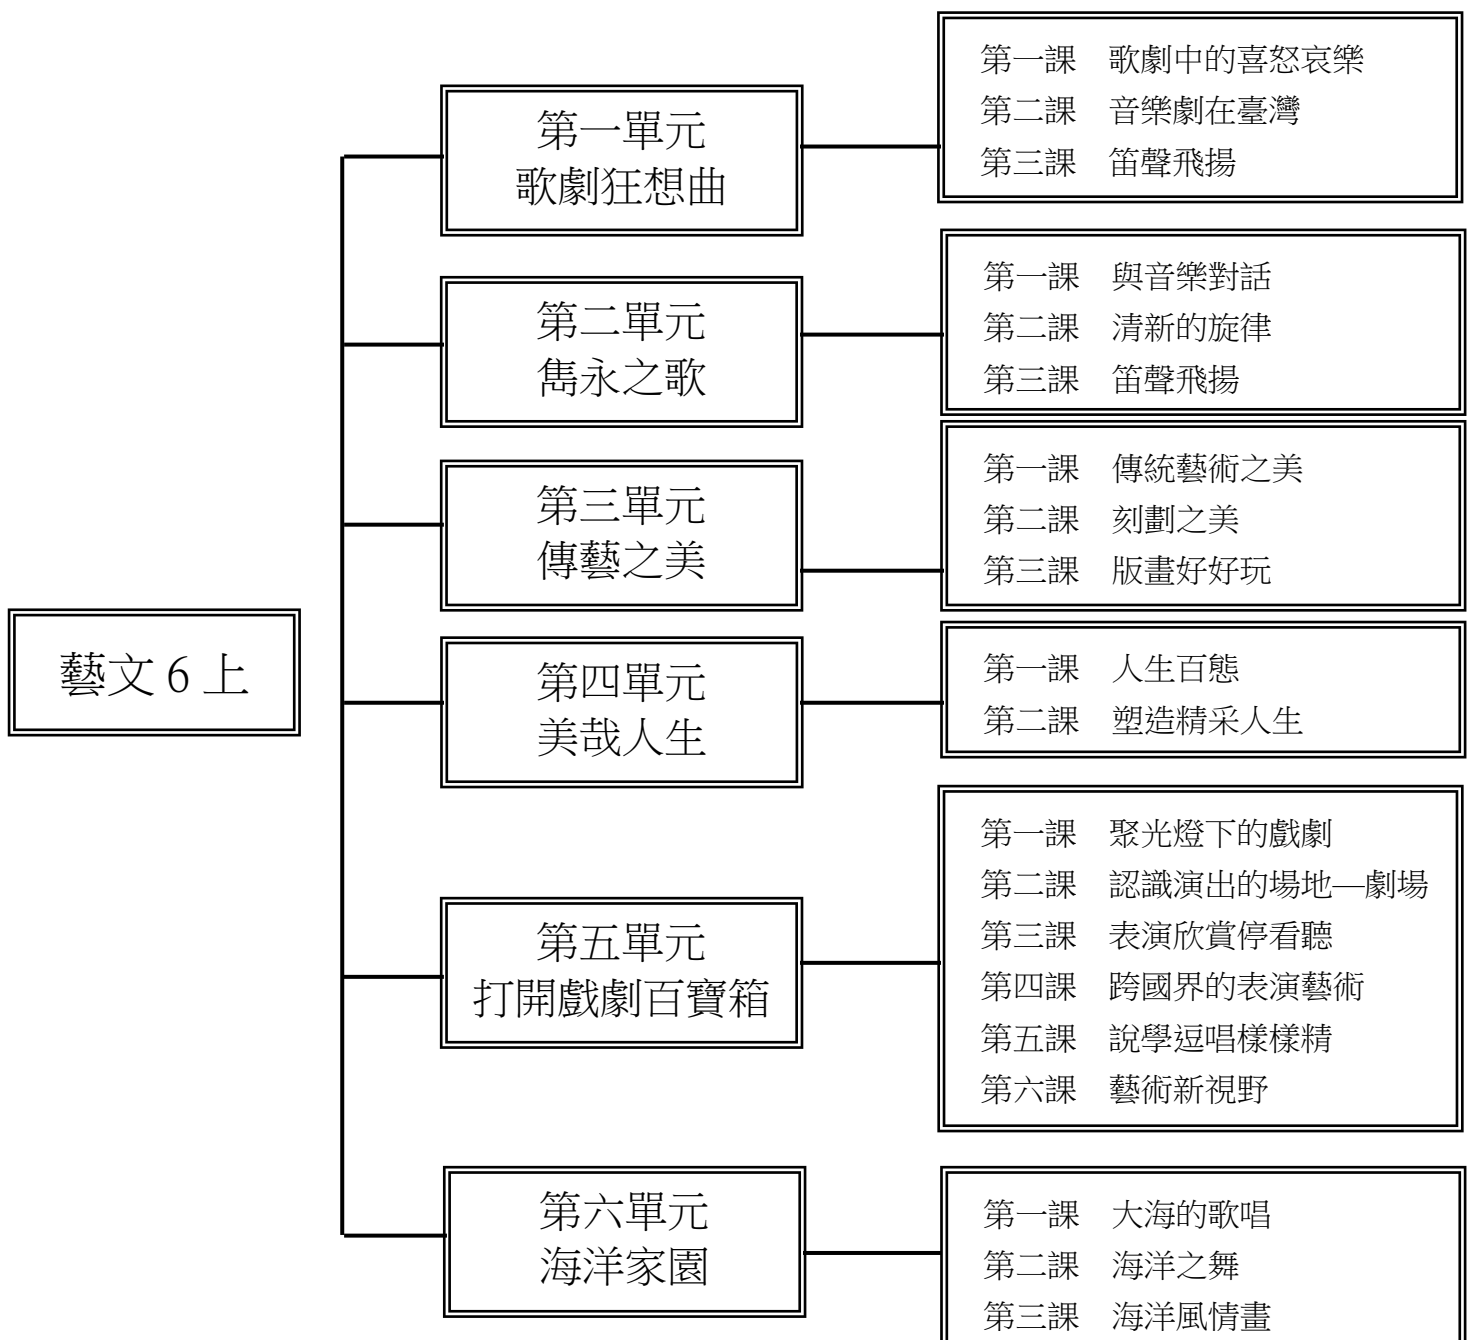 藝文 6 上
第一單元
歌劇狂想曲
第一課　歌劇中的喜怒哀樂
第二課　音樂劇在臺灣
第三課　笛聲飛揚
第二單元
雋永之歌
第一課　與音樂對話
第二課　清新的旋律
第三課　笛聲飛揚
第三單元
傳藝之美
第一課　傳統藝術之美
第二課　刻劃之美
第三課　版畫好好玩
第四單元
美哉人生
第一課　人生百態
第二課　塑造精采人生
第五單元
打開戲劇百寶箱
第一課　聚光燈下的戲劇
第二課　認識演出的場地—劇場
第三課　表演欣賞停看聽
第四課　跨國界的表演藝術
第五課　說學逗唱樣樣精
第六課　藝術新視野
第六單元
海洋家園
第一課　大海的歌唱
第二課　海洋之舞
第三課　海洋風情畫